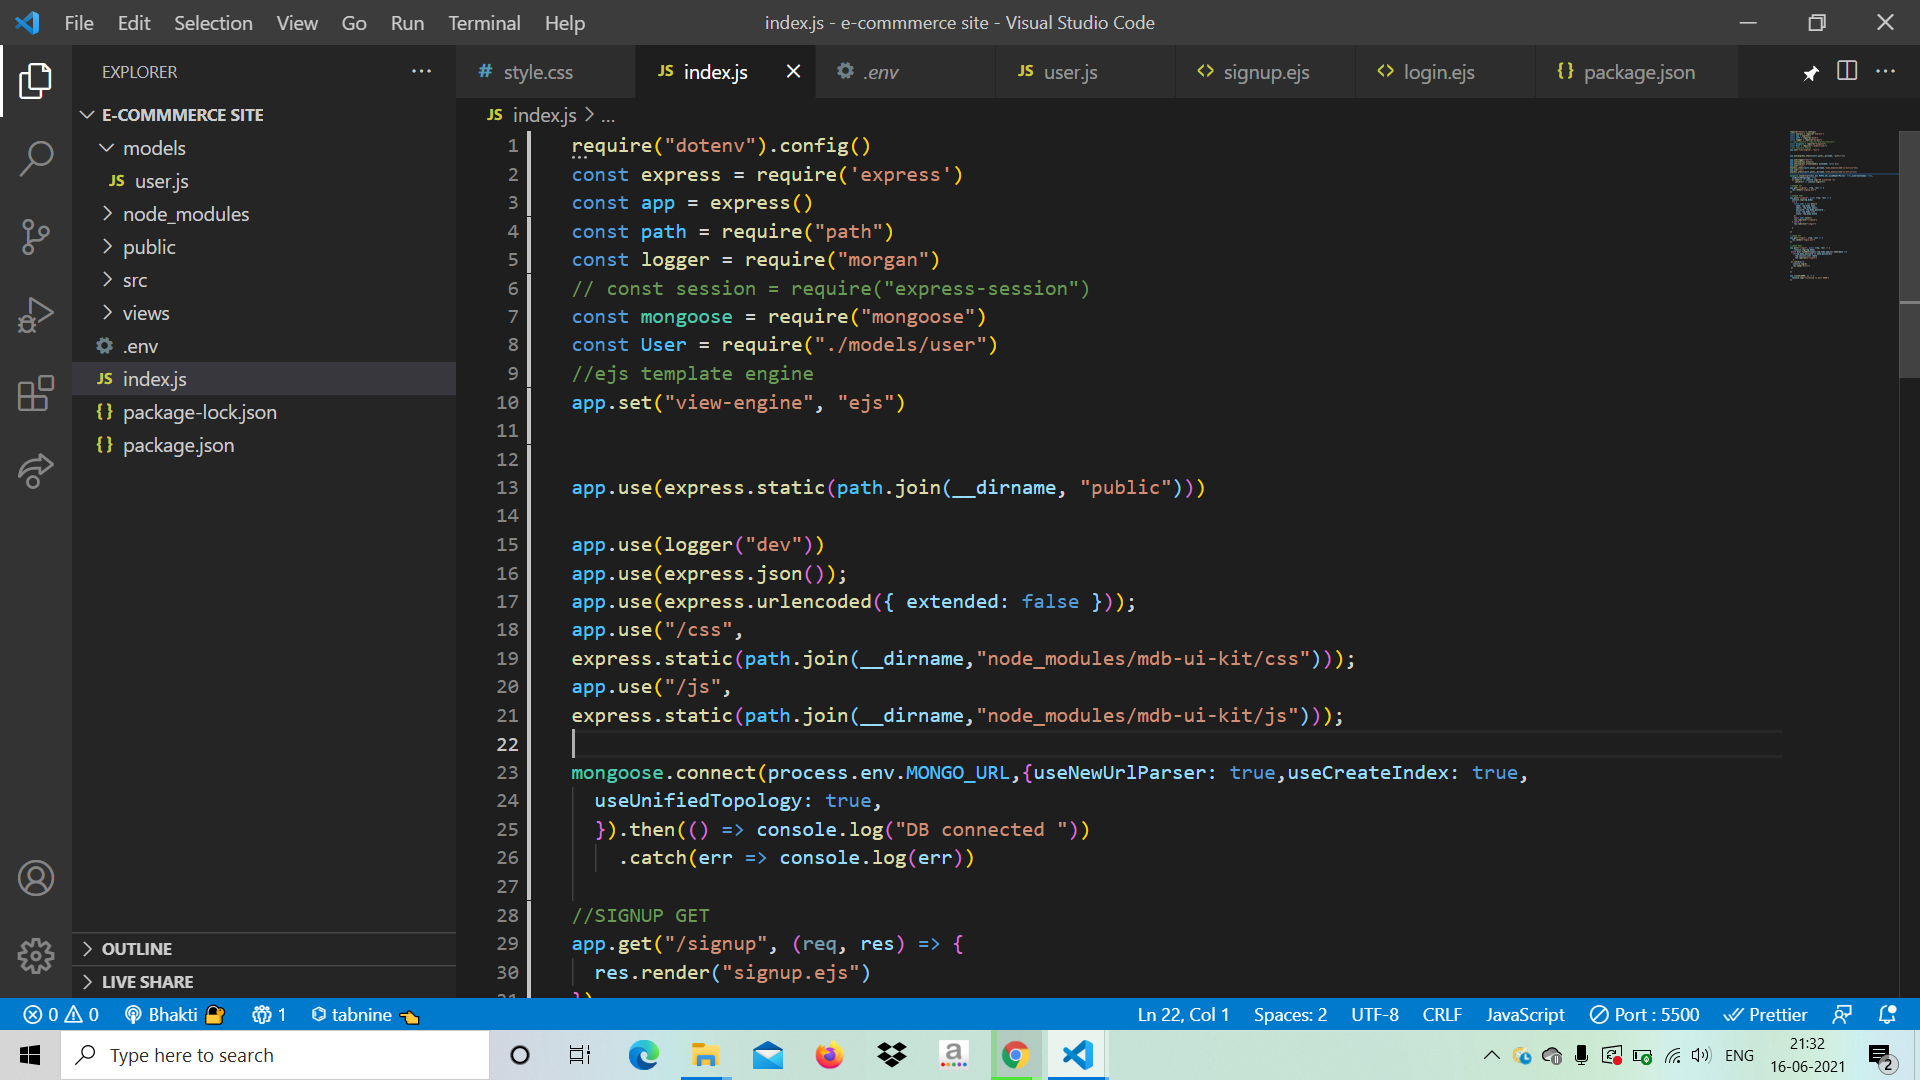 File Edit Selection View Go Run Terminal Help index.js - e-commmerce site - Visual Studio Code
EXPLORER ...
# style.css JS index.js .env JS user.js <> signup.ejs <> login.ejs {} package.json ...
E-COMMMERCE SITE
models
JS user.js
node_modules
public
src
views
.env
JS index.js
{} package-lock.json
{} package.json
OUTLINE
LIVE SHARE
JS index.js > ...
1 require("dotenv").config()
2 const express = require('express')
3 const app = express()
4 const path = require("path")
5 const logger = require("morgan")
6 // const session = require("express-session")
7 const mongoose = require("mongoose")
8 const User = require("./models/user")
9 //ejs template engine
10 app.set("view-engine", "ejs")
11
12
13 app.use(express.static(path.join(__dirname, "public")))
14
15 app.use(logger("dev"))
16 app.use(express.json());
17 app.use(express.urlencoded({ extended: false }));
18 app.use("/css",
19 express.static(path.join(__dirname,"node_modules/mdb-ui-kit/css")));
20 app.use("/js",
21 express.static(path.join(__dirname,"node_modules/mdb-ui-kit/js")));
22
23 mongoose.connect(process.env.MONGO_URL,{useNewUrlParser: true,useCreateIndex: true,
24 useUnifiedTopology: true,
25 }).then(() => console.log("DB connected "))
26 .catch(err => console.log(err))
27
28 //SIGNUP GET
29 app.get("/signup", (req, res) => {
30 res.render("signup.ejs")
31 })
0 0 Bhakti 1 tabnine Ln 22, Col 1 Spaces: 2 UTF-8 CRLF JavaScript Port : 5500 Prettier
Type here to search
a
ENG
21:32
16-06-2021
2